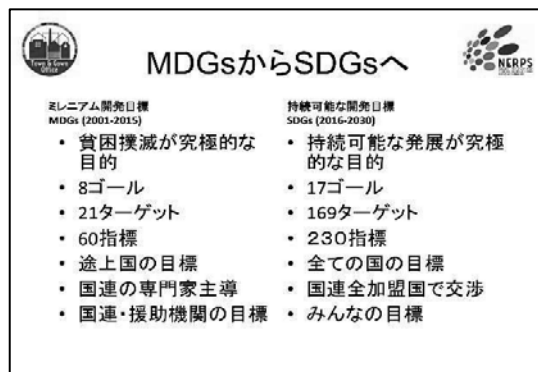 Town & Gown
Office
MDGsからSDGsへ
NERPS
ミレニアム開発目標
MDGs (2001-2015)
・貧困撲滅が究極的な
目的
・8ゴール
・21ターゲット
・60指標
・途上国の目標
・国連の専門家主導
・国連・援助機関の目標
持続可能な開発目標
SDGs (2016-2030)
・持続可能な発展が究極
的な目的
・17ゴール
・169ターゲット
・２３０指標
・全ての国の目標
・国連全加盟国で交渉
・みんなの目標